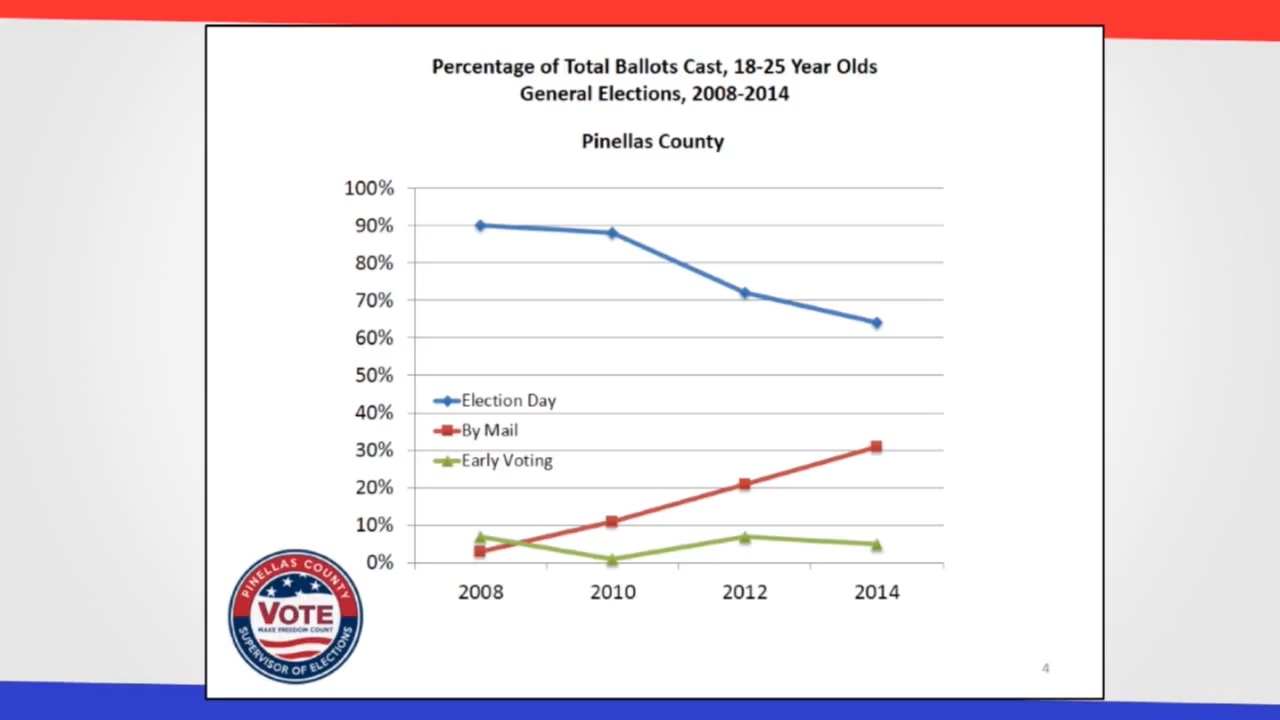 Percentage of Total Ballots Cast, 18-25 Year Olds
General Elections, 2008-2014
Pinellas County
100%
90%
80%
70%
60%
50%
40%
30%
20%
10%
0%
Election Day
By Mail
Early Voting
2008 2010 2012 2014
PINELLAS COUNTY
VOTE
MAKE FREEDOM COUNT
SUPERVISOR OF ELECTIONS
4